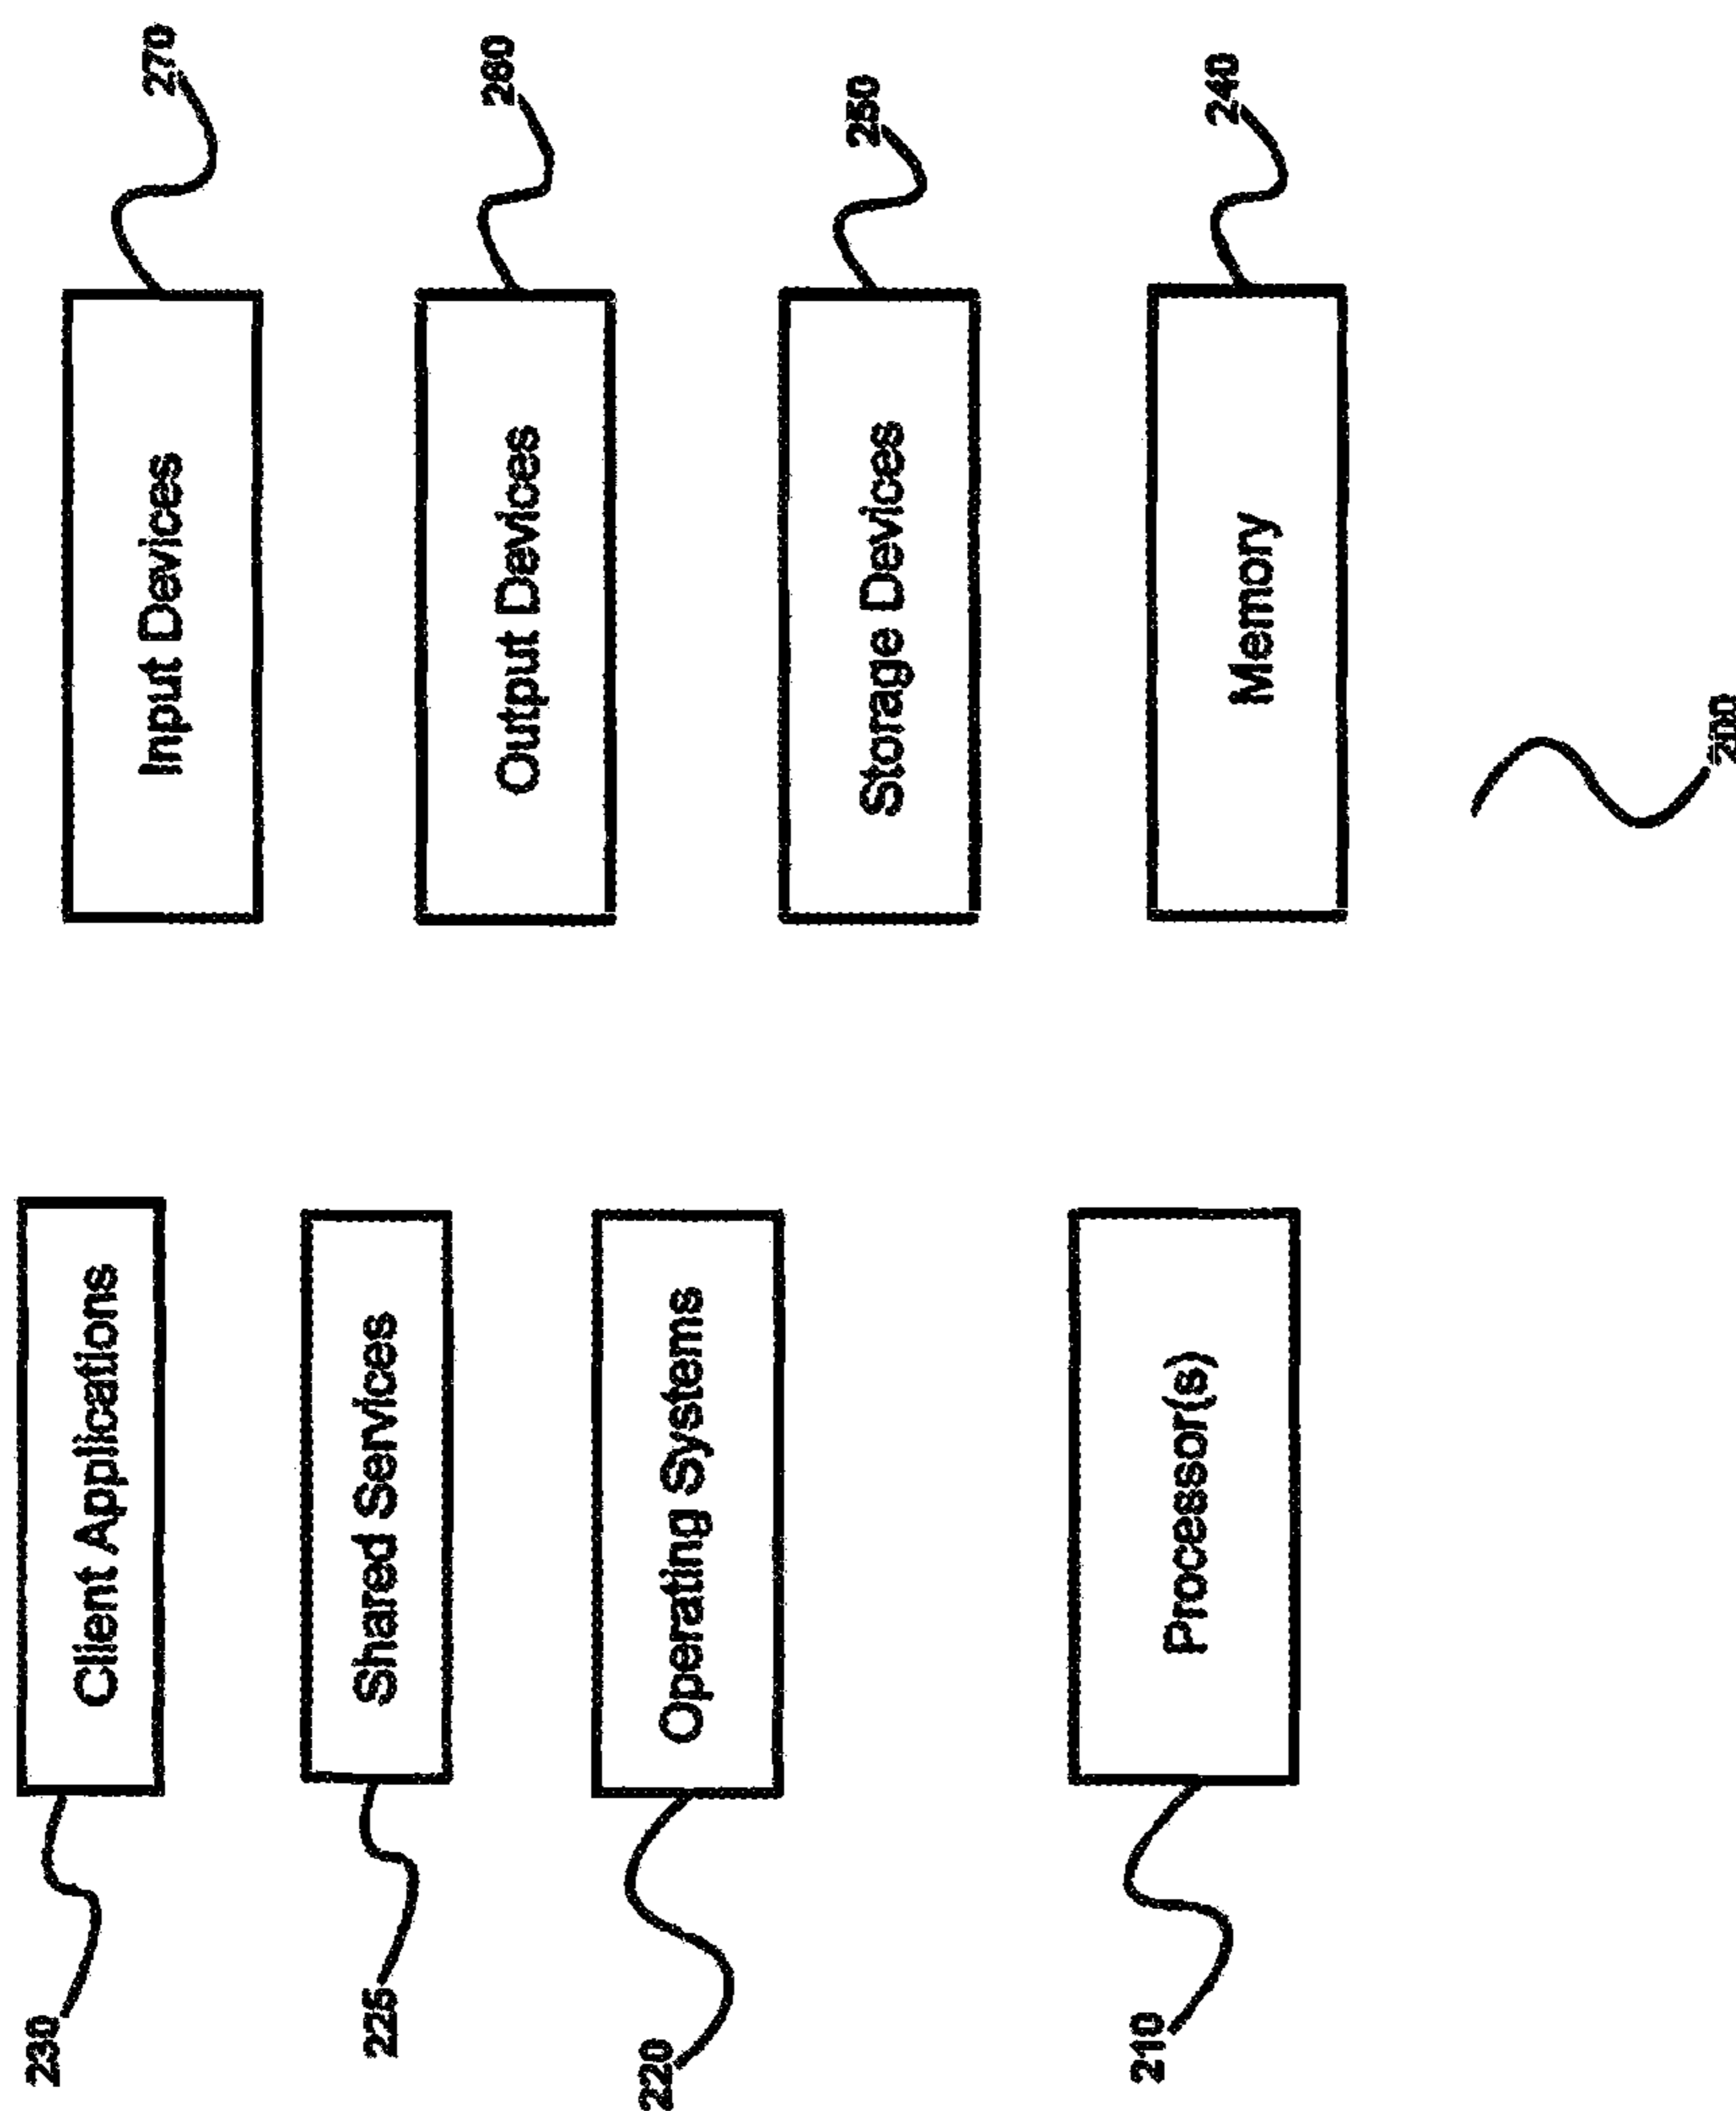 230
Client Applications
225
Shared Services
220
Operating Systems
210
Processor(s)
Input Devices
270
Output Devices
260
Storage Devices
250
Memory
240
200